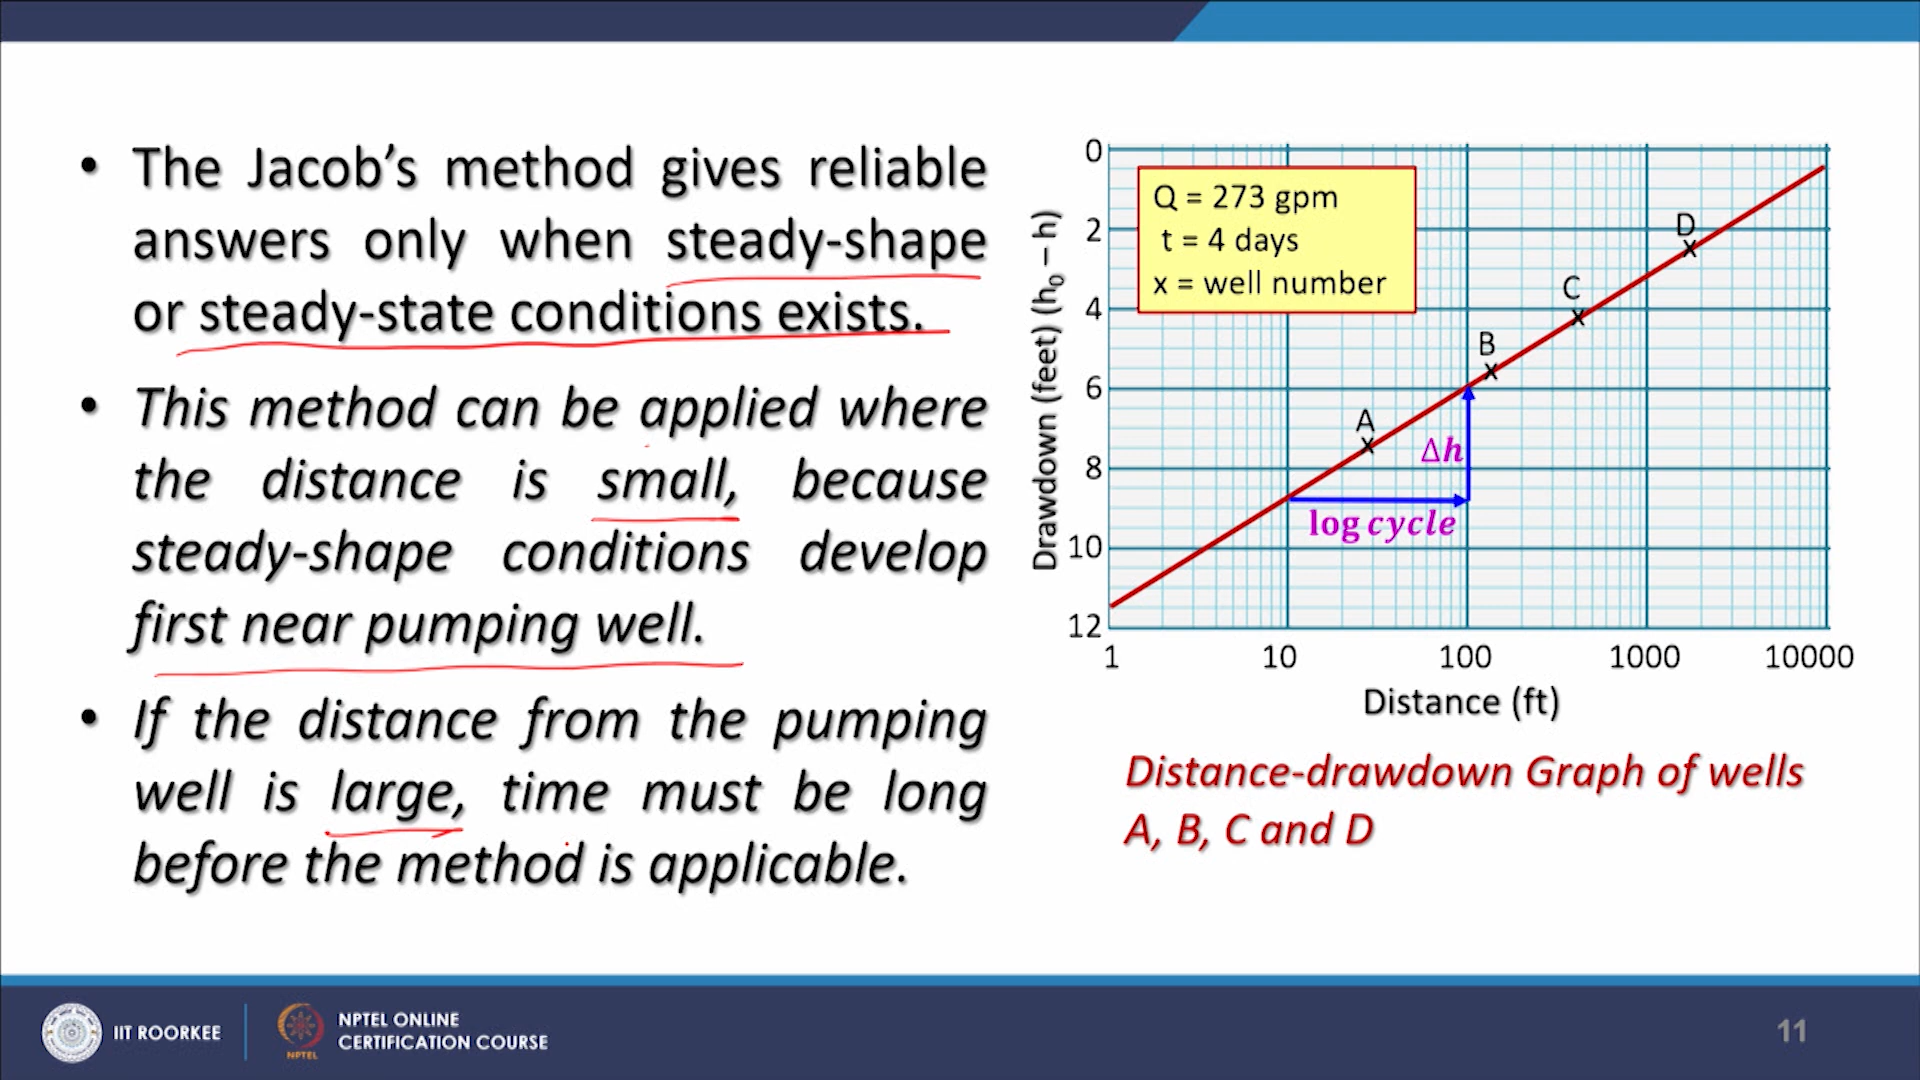 • The Jacob's method gives reliable
answers only when steady-shape
or steady-state conditions exists.
• This method can be applied where
the distance is small, because
steady-shape conditions develop
first near pumping well.
• If the distance from the pumping
well is large, time must be long
before the method is applicable.
Drawdown (feet) (h₀ – h)
0
2
4
6
8
10
12
Q = 273 gpm
t = 4 days
x = well number
A
B
C
D
x
x
x
x
Δh
log cycle
1 10 100 1000 10000
Distance (ft)
Distance-drawdown Graph of wells
A, B, C and D
IIT ROORKEE
NPTEL
NPTEL ONLINE
CERTIFICATION COURSE
11